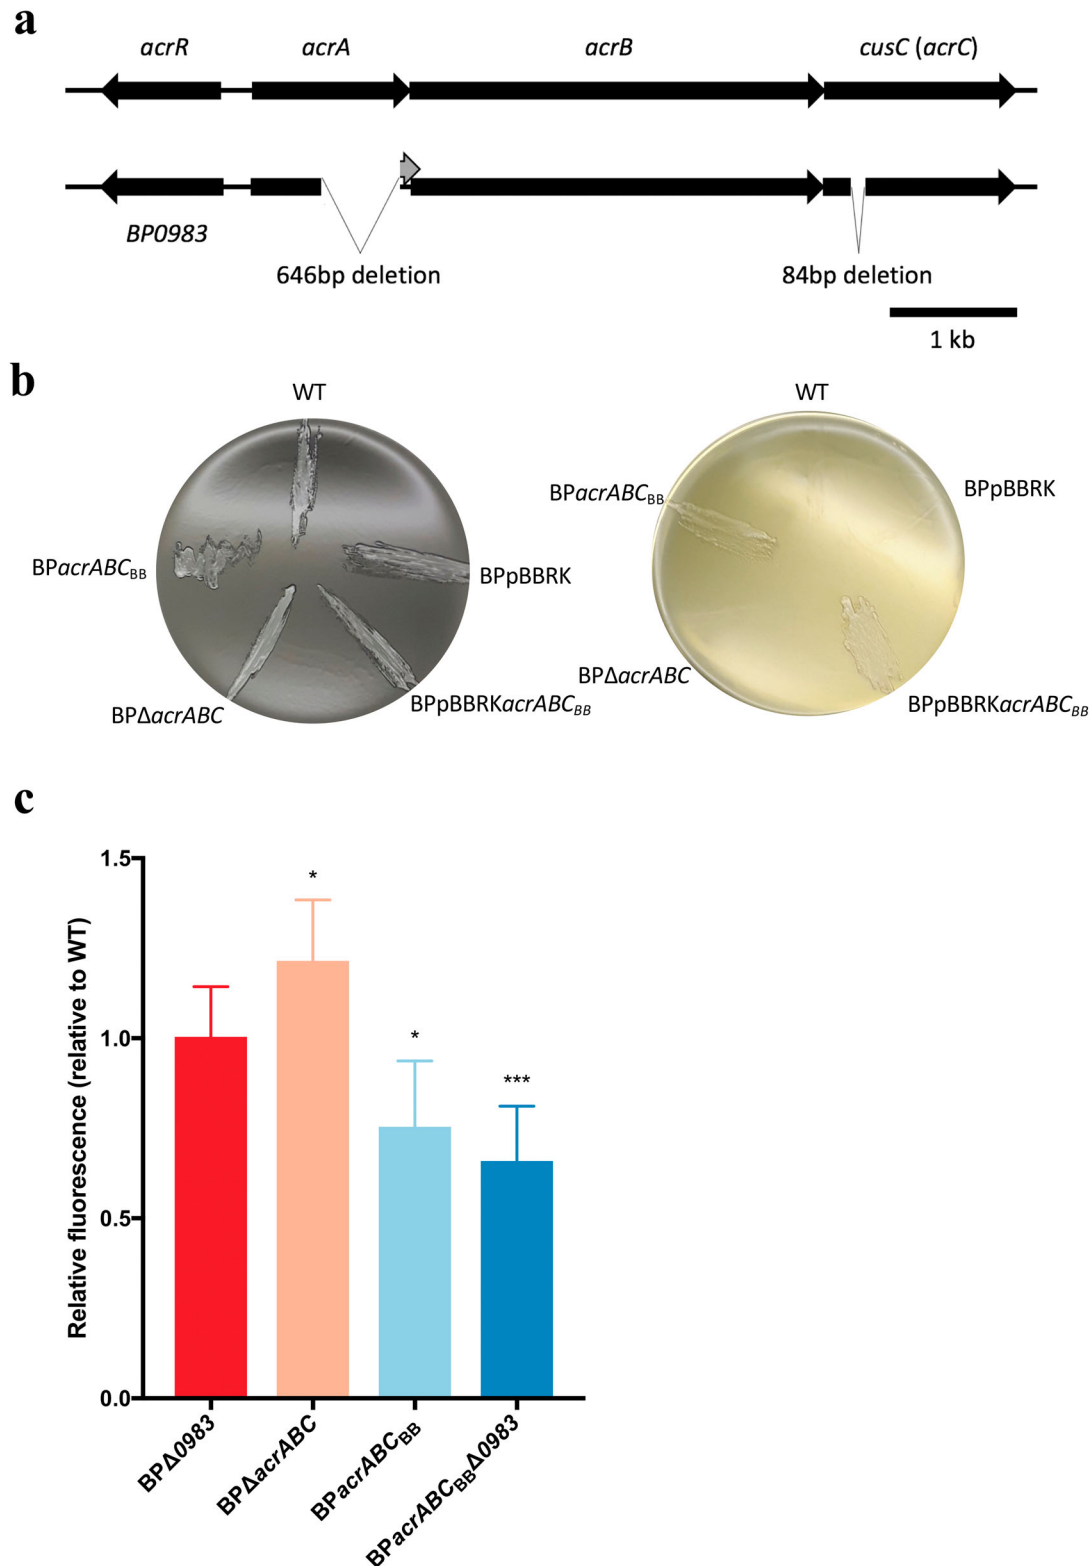 a
acrR acrA acrB cusC (acrC)
BP0983
646bp deletion 84bp deletion
1 kb
b
WT WT
BPacrABCBB BPpBBRK BPacrABCBB BPpBBRK
BPΔacrABC BPpBBRKacrABCBB BPΔacrABC BPpBBRKacrABCBB
c
Relative fluorescence (relative to WT)
1.5
1.0
0.5
0.0
*
*
***
BPΔ0983 BPΔacrABC BPacrABCBB BPacrABCBBΔ0983